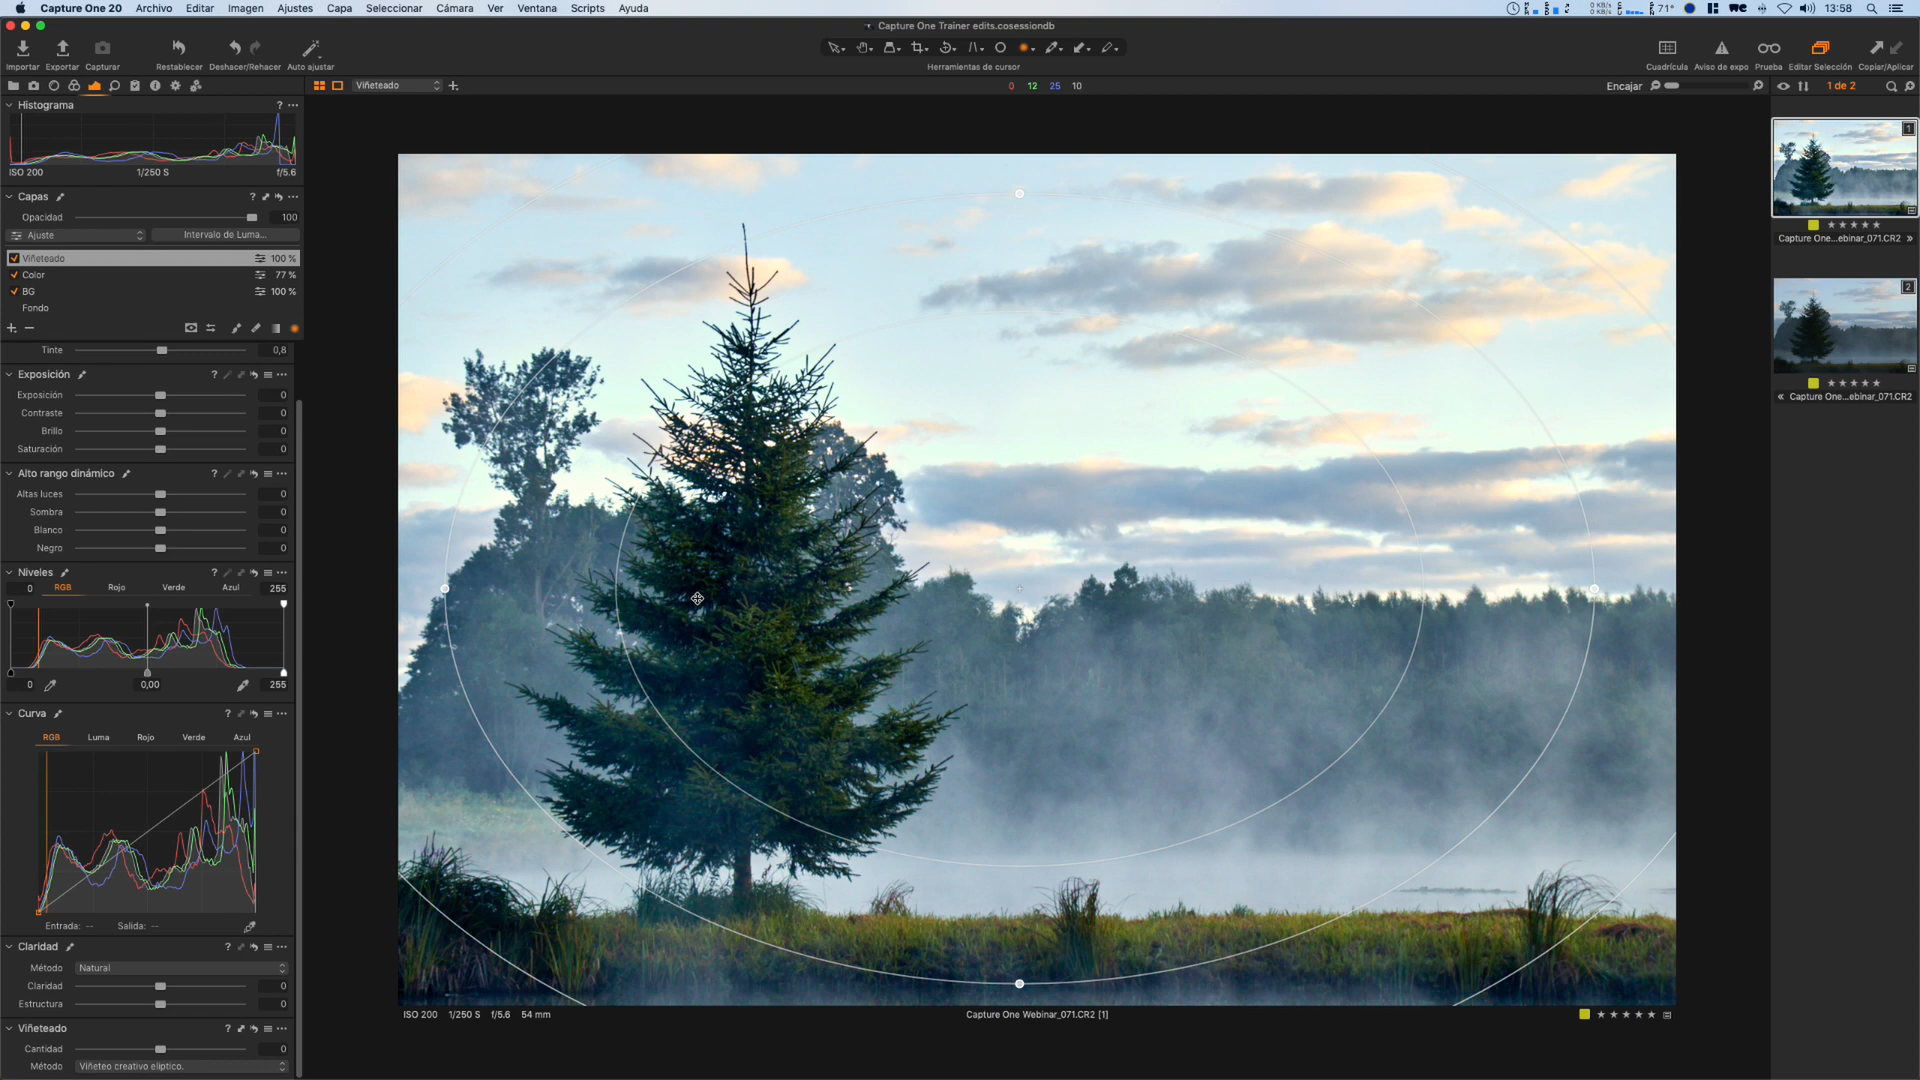 Capture One 20 Archivo Editar Imagen Ajustes Capa Seleccionar Cámara Ver Ventana Scripts Ayuda
0 KB/s
0 KB/s
71° 13:58
Capture One Trainer edits.cosessiondb
Importar Exportar Capturar Restablecer Deshacer/Rehacer Auto ajustar
Herramientas de cursor
Cuadrícula Aviso de expo Prueba Editar Selección Copiar/Aplicar
Viñeteado
0 12 25 10
Encajar
1 de 2
Histograma
ISO 200 1/250 S f/5.6
Capas
Opacidad 100
Ajuste Intervalo de Luma...
Viñeteado 100 %
Color 77 %
BG 100 %
Fondo
Tinte 0,8
Exposición
Exposición 0
Contraste 0
Brillo 0
Saturación 0
Alto rango dinámico
Altas luces 0
Sombra 0
Blanco 0
Negro 0
Niveles
0 RGB Rojo Verde Azul 255
0 0,00 255
Curva
RGB Luma Rojo Verde Azul
Entrada: -- Salida: --
Claridad
Método Natural
Claridad 0
Estructura 0
Viñeteado
Cantidad 0
Método Viñeteo creativo elíptico.
ISO 200 1/250 S f/5.6 54 mm
Capture One Webinar_071.CR2 [1]
1
Capture One...ebinar_071.CR2 »
2
« Capture One...ebinar_071.CR2